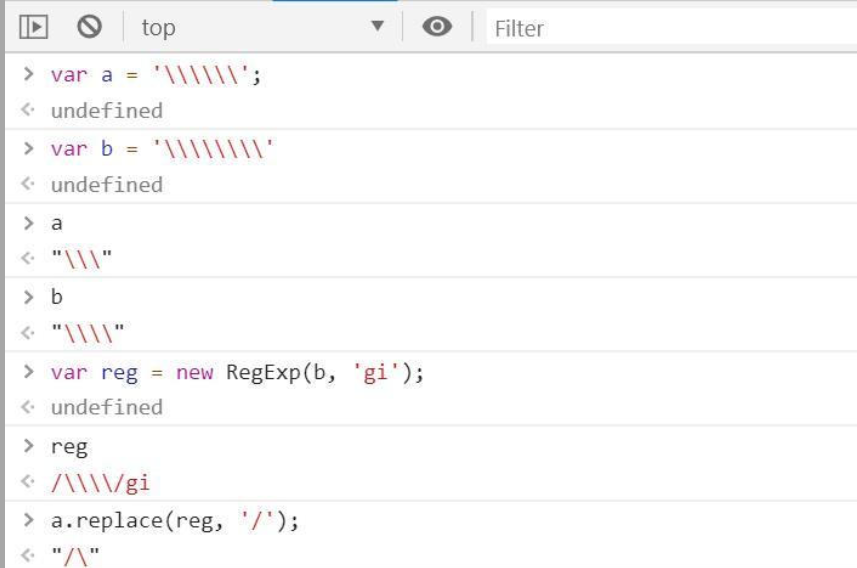 top ▼ Filter
> var a = '\\\\\\';
<· undefined
> var b = '\\\\\\\\'
<· undefined
> a
<· "\\\"
> b
<· "\\\\"
> var reg = new RegExp(b, 'gi');
<· undefined
> reg
<· /\\\\/gi
> a.replace(reg, '/');
<· "/\"